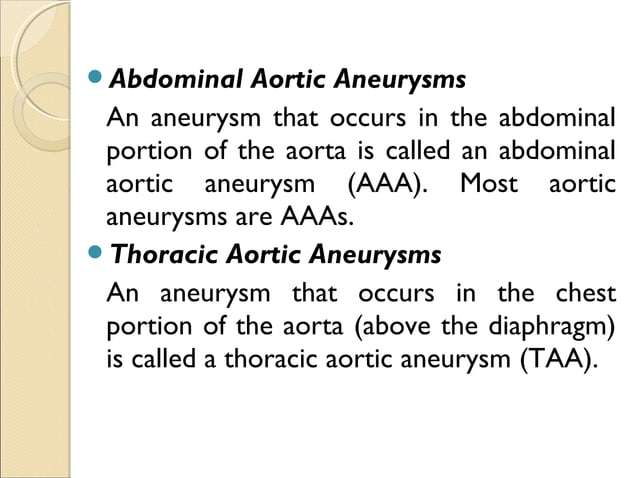 Abdominal Aortic Aneurysms
An aneurysm that occurs in the abdominal
portion of the aorta is called an abdominal
aortic aneurysm (AAA). Most aortic
aneurysms are AAAs.
Thoracic Aortic Aneurysms
An aneurysm that occurs in the chest
portion of the aorta (above the diaphragm)
is called a thoracic aortic aneurysm (TAA).